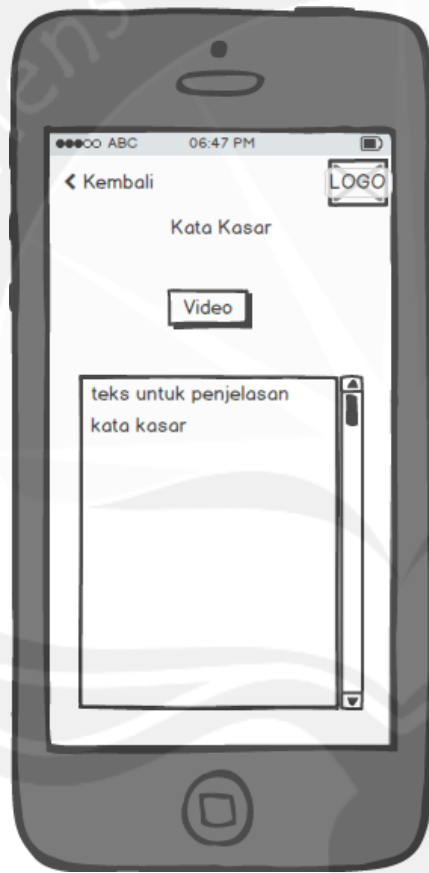 ABC 06:47 PM
Kembali LOGO
Kata Kasar
Video
teks untuk penjelasan
kata kasar